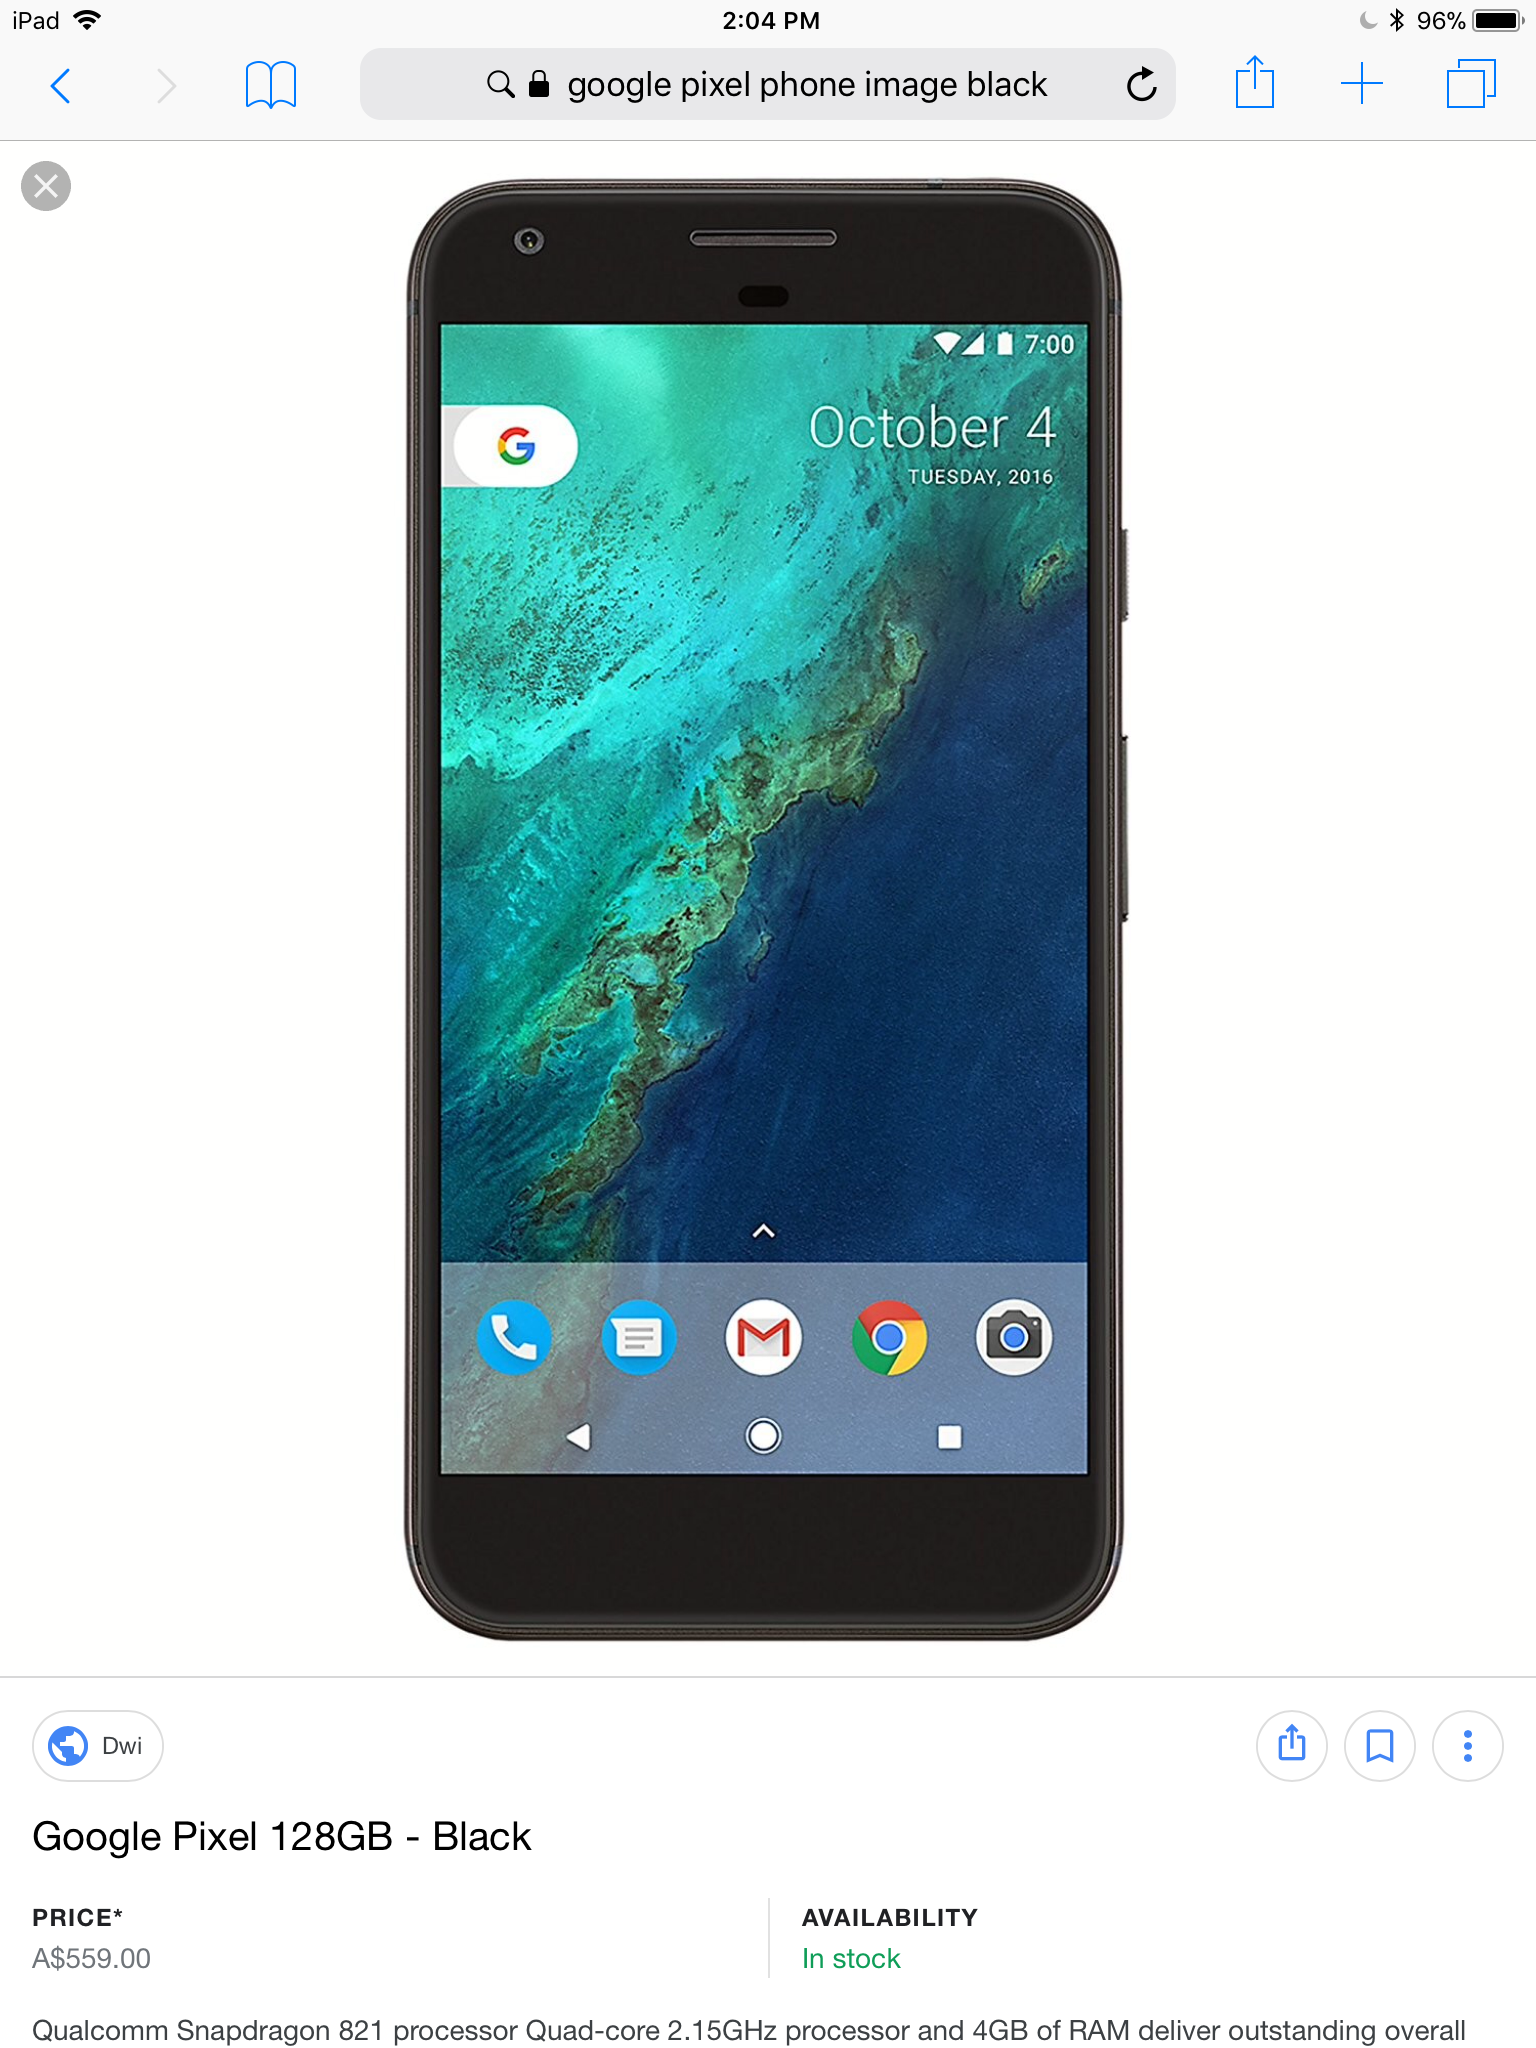 iPad 2:04 PM 96%
google pixel phone image black
7:00
G
October 4
TUESDAY, 2016
Dwi
Google Pixel 128GB - Black
PRICE* AVAILABILITY
A$559.00 In stock
Qualcomm Snapdragon 821 processor Quad-core 2.15GHz processor and 4GB of RAM deliver outstanding overall